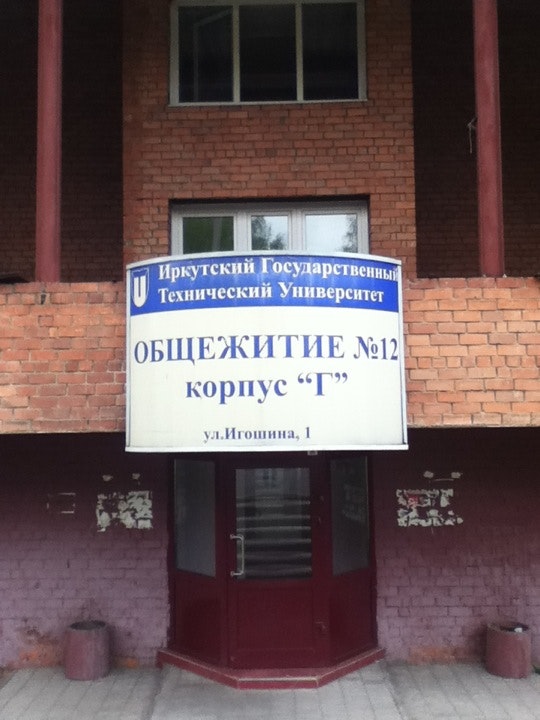 Иркутский Государственный
Технический Университет
ОБЩЕЖИТИЕ №12
корпус “Г”
ул.Игошина, 1